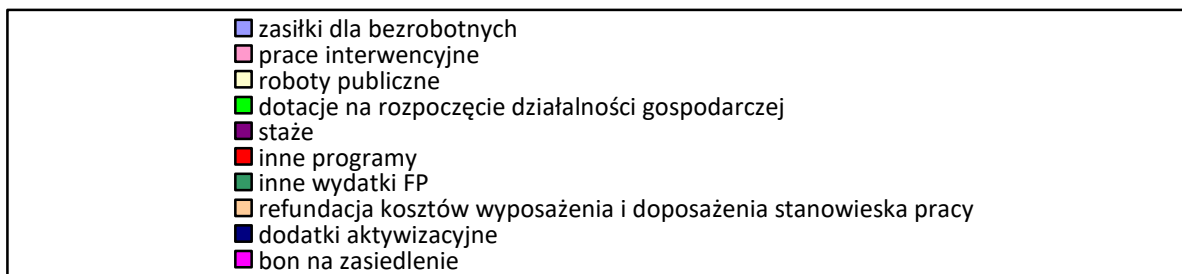 zasiłki dla bezrobotnych
prace interwencyjne
roboty publiczne
dotacje na rozpoczęcie działalności gospodarczej
staże
inne programy
inne wydatki FP
refundacja kosztów wyposażenia i doposażenia stanowieska pracy
dodatki aktywizacyjne
bon na zasiedlenie